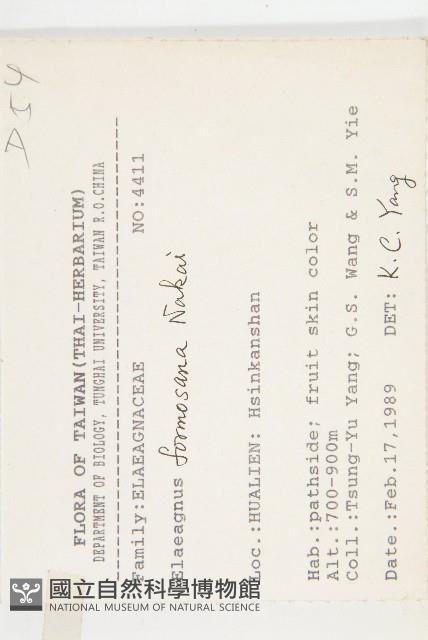 D54
FLORA OF TAIWAN(THAI-HERBARIUM)
DEPARTMENT OF BIOLOGY, TUNGHAI UNIVERSITY, TAIWAN R.O.CHINA
Family:ELAEAGNACEAE NO:4411
Elaeagnus formosana Nakai
Loc.:HUALIEN: Hsinkanshan
Hab.:pathside; fruit skin color
Alt.:700-900m
Coll.:Tsung-Yu Yang; G.S. Wang & S.M. Yie
Date.:Feb.17,1989 DET: K.C. Yang
國立自然科學博物館
NATIONAL MUSEUM OF NATURAL SCIENCE